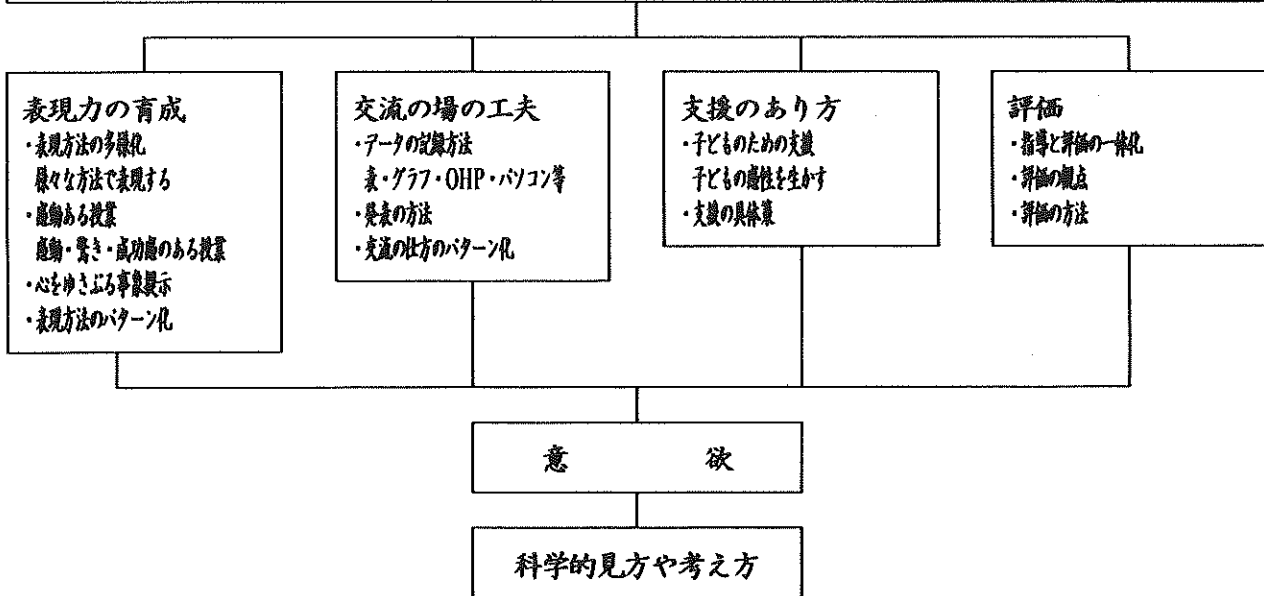 表現力の育成
・表現方法の多様化
様々な方法で表現する
・感動ある授業
感動・驚き・成功感のある授業
・心をゆさぶる事象提示
・表現方法のパターン化
交流の場の工夫
・データの記録方法
表・グラフ・OHP・パソコン等
・発表の方法
・交流の仕方のパターン化
支援のあり方
・子どものための支援
子どもの感性を生かす
・支援の具体策
評価
・指導と評価の一体化
・評価の観点
・評価の方法
意　　　欲
科学的見方や考え方